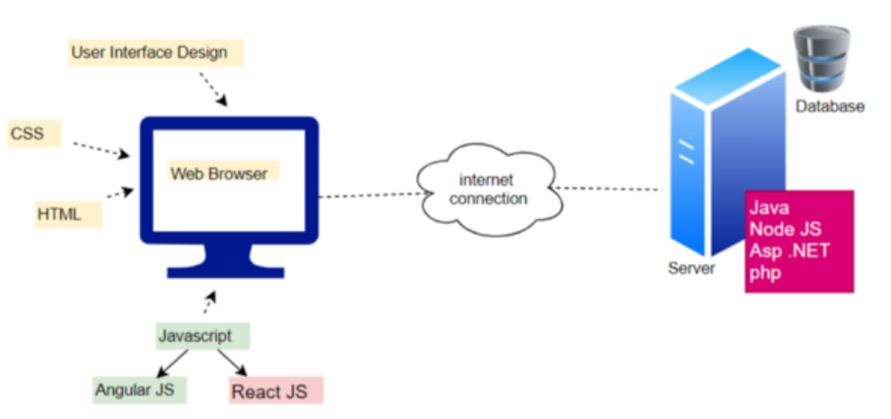 User Interface Design
Database
CSS
Web Browser
internet
connection
HTML
Java
Node JS
Asp .NET
php
Server
Javascript
Angular JS
React JS